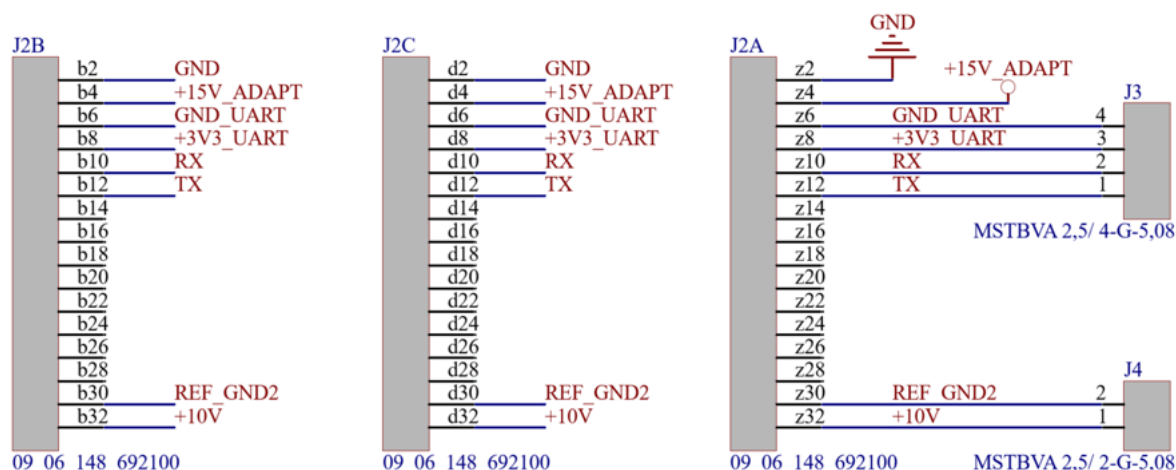 J2B
b2 GND
b4 +15V_ADAPT
b6 GND_UART
b8 +3V3_UART
b10 RX
b12 TX
b14
b16
b18
b20
b22
b24
b26
b28
b30 REF_GND2
b32 +10V
09 06 148 692100
J2C
d2 GND
d4 +15V_ADAPT
d6 GND_UART
d8 +3V3_UART
d10 RX
d12 TX
d14
d16
d18
d20
d22
d24
d26
d28
d30 REF_GND2
d32 +10V
09 06 148 692100
J2A
GND
z2
+15V_ADAPT
z4
J3
z6 GND_UART 4
z8 +3V3_UART 3
z10 RX 2
z12 TX 1
z14
z16
MSTBVA 2,5/ 4-G-5,08
z18
z20
z22
z24
z26
z28
J4
z30 REF_GND2 2
z32 +10V 1
09 06 148 692100
MSTBVA 2,5/ 2-G-5,08